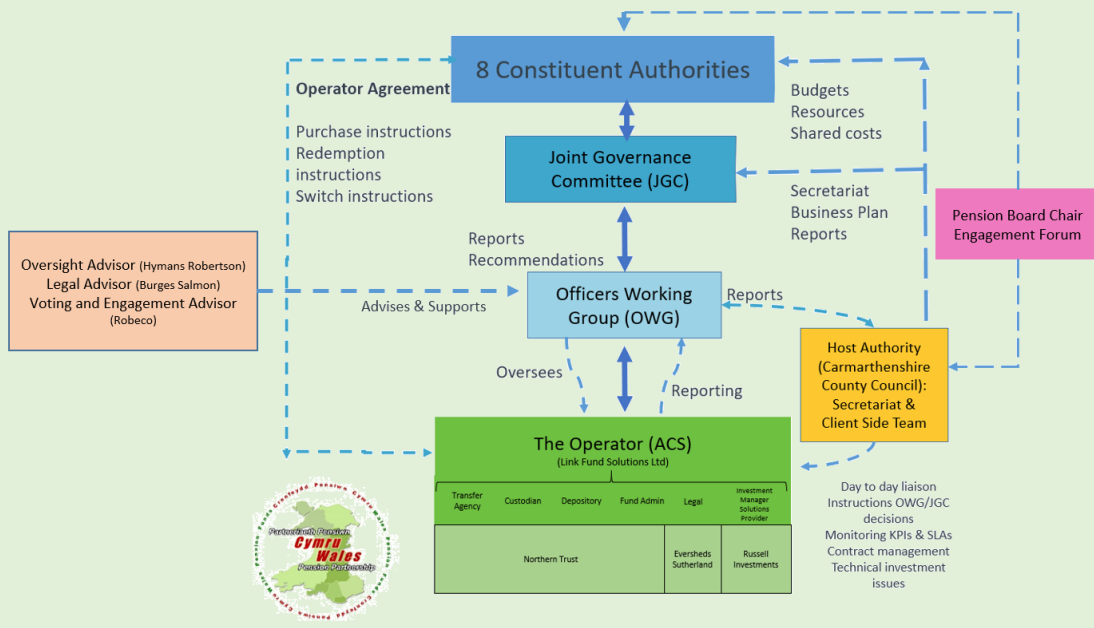 8 Constituent Authorities
Operator Agreement
Purchase instructions
Redemption
instructions
Switch instructions
Budgets
Resources
Shared costs
Joint Governance
Committee (JGC)
Secretariat
Business Plan
Reports
Pension Board Chair
Engagement Forum
Reports
Recommendations
Oversight Advisor (Hymans Robertson)
Legal Advisor (Burges Salmon)
Voting and Engagement Advisor
(Robeco)
Advises & Supports
Officers Working
Group (OWG)
Reports
Host Authority
(Carmarthenshire
County Council):
Secretariat &
Client Side Team
Oversees
Reporting
The Operator (ACS)
(Link Fund Solutions Ltd)
Transfer
Agency
Custodian
Depository
Fund Admin
Legal
Investment
Manager
Solutions
Provider
Northern Trust
Eversheds
Sutherland
Russell
Investments
Day to day liaison
Instructions OWG/JGC
decisions
Monitoring KPIs & SLAs
Contract management
Technical investment
issues
Partneriaeth Pensiwn
Cymru
Wales
Pension Partnership